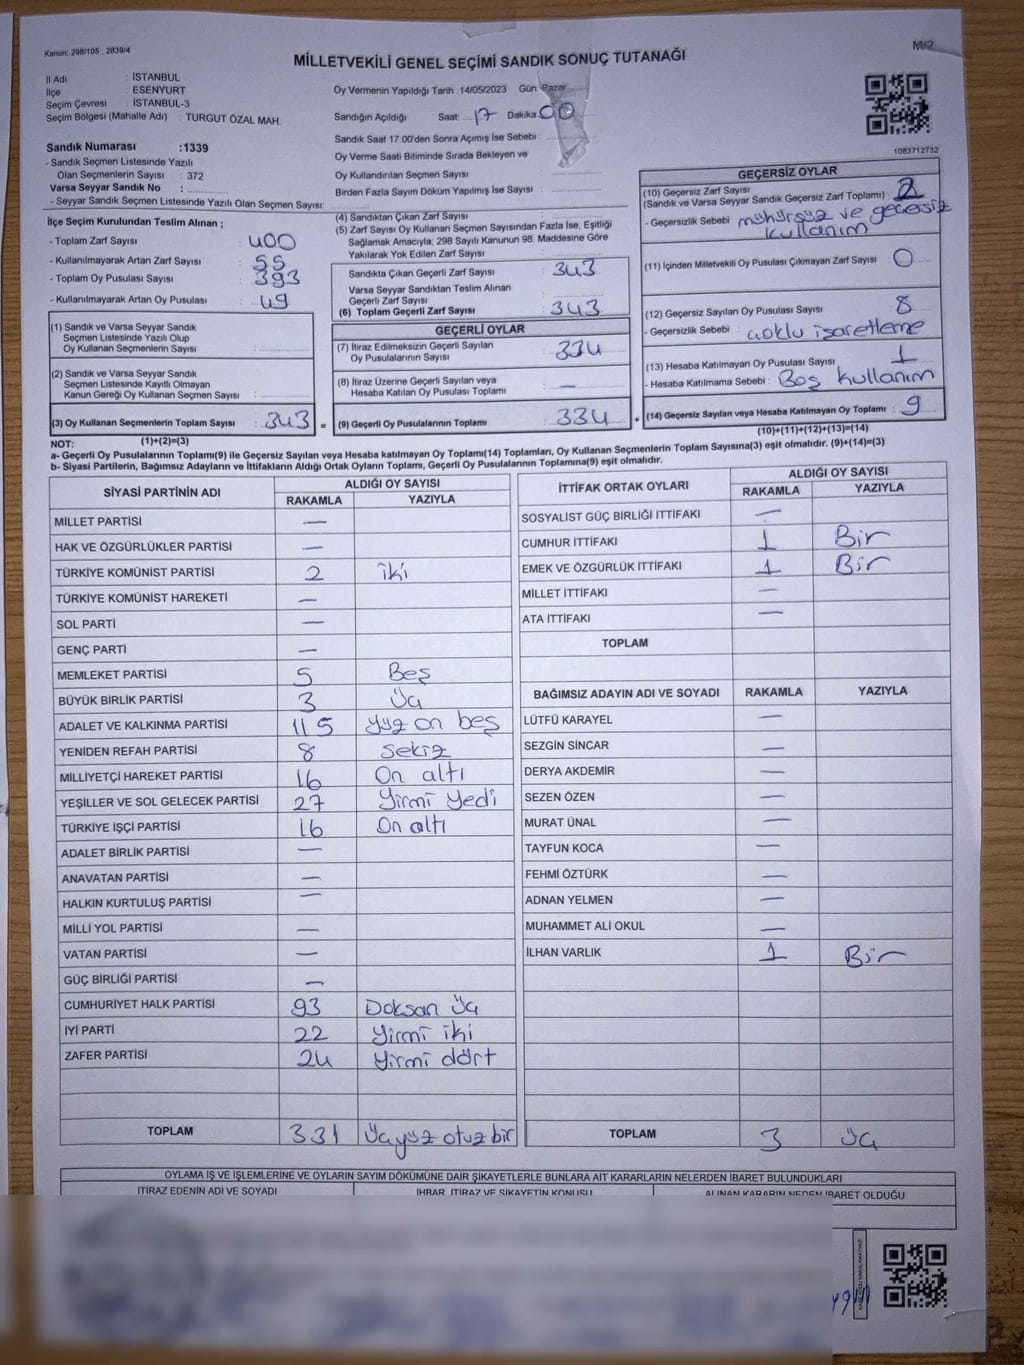 Kanun: 298/105 , 2839/4
M/2
MİLLETVEKİLİ GENEL SEÇİMİ SANDIK SONUÇ TUTANAĞI
İl Adı : İSTANBUL
İlçe : ESENYURT
Seçim Çevresi : İSTANBUL-3
Seçim Bölgesi (Mahalle Adı) : TURGUT ÖZAL MAH.
Oy Vermenin Yapıldığı Tarih :14/05/2023 Gün: Pazar
Sandığın Açıldığı Saat: 17 Dakika 00
Sandık Saat 17:00'den Sonra Açımış İse Sebebi :
Oy Verme Saati Bitiminde Sırada Bekleyen ve
Oy Kullandırılan Seçmen Sayısı :
Birden Fazla Sayım Döküm Yapılmış İse Sayısı :
1083712732
Sandık Numarası :1339
- Sandık Seçmen Listesinde Yazılı
Olan Seçmenlerin Sayısı : 372
Varsa Seyyar Sandık No :
- Seyyar Sandık Seçmen Listesinde Yazılı Olan Seçmen Sayısı:
İlçe Seçim Kurulundan Teslim Alınan ;
- Toplam Zarf Sayısı : 400
- Kullanılmayarak Artan Zarf Sayısı : 55
- Toplam Oy Pusulası Sayısı : 393
- Kullanılmayarak Artan Oy Pusulası : 49
(1) Sandık ve Varsa Seyyar Sandık
Seçmen Listesinde Yazılı Olup
Oy Kullanan Seçmenlerin Sayısı :
(2) Sandık ve Varsa Seyyar Sandık
Seçmen Listesinde Kayıtlı Olmayan
Kanun Gereği Oy Kullanan Seçmen Sayısı :
(3) Oy Kullanan Seçmenlerin Toplam Sayısı : 343 =
(1)+(2)=(3)
(4) Sandıktan Çıkan Zarf Sayısı :
(5) Zarf Sayısı Oy Kullanan Seçmen Sayısından Fazla İse, Eşitliği
Sağlamak Amacıyla; 298 Sayılı Kanunun 98. Maddesine Göre
Yakılarak Yok Edilen Zarf Sayısı :
Sandıkta Çıkan Geçerli Zarf Sayısı : 343
Varsa Seyyar Sandıktan Teslim Alınan
Geçerli Zarf Sayısı :
(6) Toplam Geçerli Zarf Sayısı : 343
GEÇERLİ OYLAR
(7) İtiraz Edilmeksizin Geçerli Sayılan
Oy Pusulalarının Sayısı : 334
(8) İtiraz Üzerine Geçerli Sayılan veya
Hesaba Katılan Oy Pusulası Toplamı : —
(9) Geçerli Oy Pusulalarının Toplamı : 334 +
GEÇERSİZ OYLAR
(10) Geçersiz Zarf Sayısı
(Sandık ve Varsa Seyyar Sandık Geçersiz Zarf Toplamı) :
- Geçersizlik Sebebi : mühürsüz ve geçersiz
kullanım
(11) İçinden Milletvekili Oy Pusulası Çıkmayan Zarf Sayısı : 0
(12) Geçersiz Sayılan Oy Pusulası Sayısı : 8
- Geçersizlik Sebebi : çoklu işaretleme
(13) Hesaba Katılmayan Oy Pusulası Sayısı : 1
- Hesaba Katılmama Sebebi : Boş kullanım
(14) Geçersiz Sayılan veya Hesaba Katılmayan Oy Toplamı : 9
(10)+(11)+(12)+(13)=(14)
NOT:
a- Geçerli Oy Pusulalarının Toplamı(9) ile Geçersiz Sayılan veya Hesaba Katılmayan Oy Toplamı(14) Toplamları, Oy Kullanan Seçmenlerin Toplam Sayısına(3) eşit olmalıdır. (9)+(14)=(3)
b- Siyasi Partilerin, Bağımsız Adayların ve İttifakların Aldığı Ortak Oyların Toplamı, Geçerli Oy Pusulalarının Toplamına(9) eşit olmalıdır.
SİYASİ PARTİNİN ADI ALDIĞI OY SAYISI
RAKAMLA YAZIYLA
MİLLET PARTİSİ —
HAK VE ÖZGÜRLÜKLER PARTİSİ —
TÜRKİYE KOMÜNİST PARTİSİ 2 iki
TÜRKİYE KOMÜNİST HAREKETİ —
SOL PARTİ —
GENÇ PARTİ —
MEMLEKET PARTİSİ 5 Beş
BÜYÜK BİRLİK PARTİSİ 3 Üç
ADALET VE KALKINMA PARTİSİ 115 yüz on beş
YENİDEN REFAH PARTİSİ 8 Sekiz
MİLLİYETÇİ HAREKET PARTİSİ 16 On altı
YEŞİLLER VE SOL GELECEK PARTİSİ 27 Yirmi yedi
TÜRKİYE İŞÇİ PARTİSİ 16 On altı
ADALET BİRLİK PARTİSİ —
ANAVATAN PARTİSİ —
HALKIN KURTULUŞ PARTİSİ —
MİLLİ YOL PARTİSİ —
VATAN PARTİSİ —
GÜÇ BİRLİĞİ PARTİSİ —
CUMHURİYET HALK PARTİSİ 93 Doksan Üç
İYİ PARTİ 22 Yirmi iki
ZAFER PARTİSİ 24 Yirmi dört
TOPLAM 331 Üçyüz otuz bir
İTTİFAK ORTAK OYLARI ALDIĞI OY SAYISI
RAKAMLA YAZIYLA
SOSYALİST GÜÇ BİRLİĞİ İTTİFAKI —
CUMHUR İTTİFAKI 1 Bir
EMEK VE ÖZGÜRLÜK İTTİFAKI 1 Bir
MİLLET İTTİFAKI —
ATA İTTİFAKI —
TOPLAM
BAĞIMSIZ ADAYIN ADI VE SOYADI RAKAMLA YAZIYLA
LÜTFÜ KARAYEL —
SEZGİN SİNCAR —
DERYA AKDEMİR —
SEZEN ÖZEN —
MURAT ÜNAL —
TAYFUN KOCA —
FEHMİ ÖZTÜRK —
ADNAN YELMEN —
MUHAMMET ALİ OKUL —
İLHAN VARLIK 1 Bir
TOPLAM 3 Üç
OYLAMA İŞ VE İŞLEMLERİNE VE OYLARIN SAYIM DÖKÜMÜNE DAİR ŞİKAYETLERLE BUNLARA AİT KARARLARIN NELERDEN İBARET BULUNDUKLARI
İTİRAZ EDENİN ADI VE SOYADI İHBAR, İTİRAZ VE ŞİKAYETİN KONUSU ALINAN KARARIN NEDEN İBARET OLDUĞU